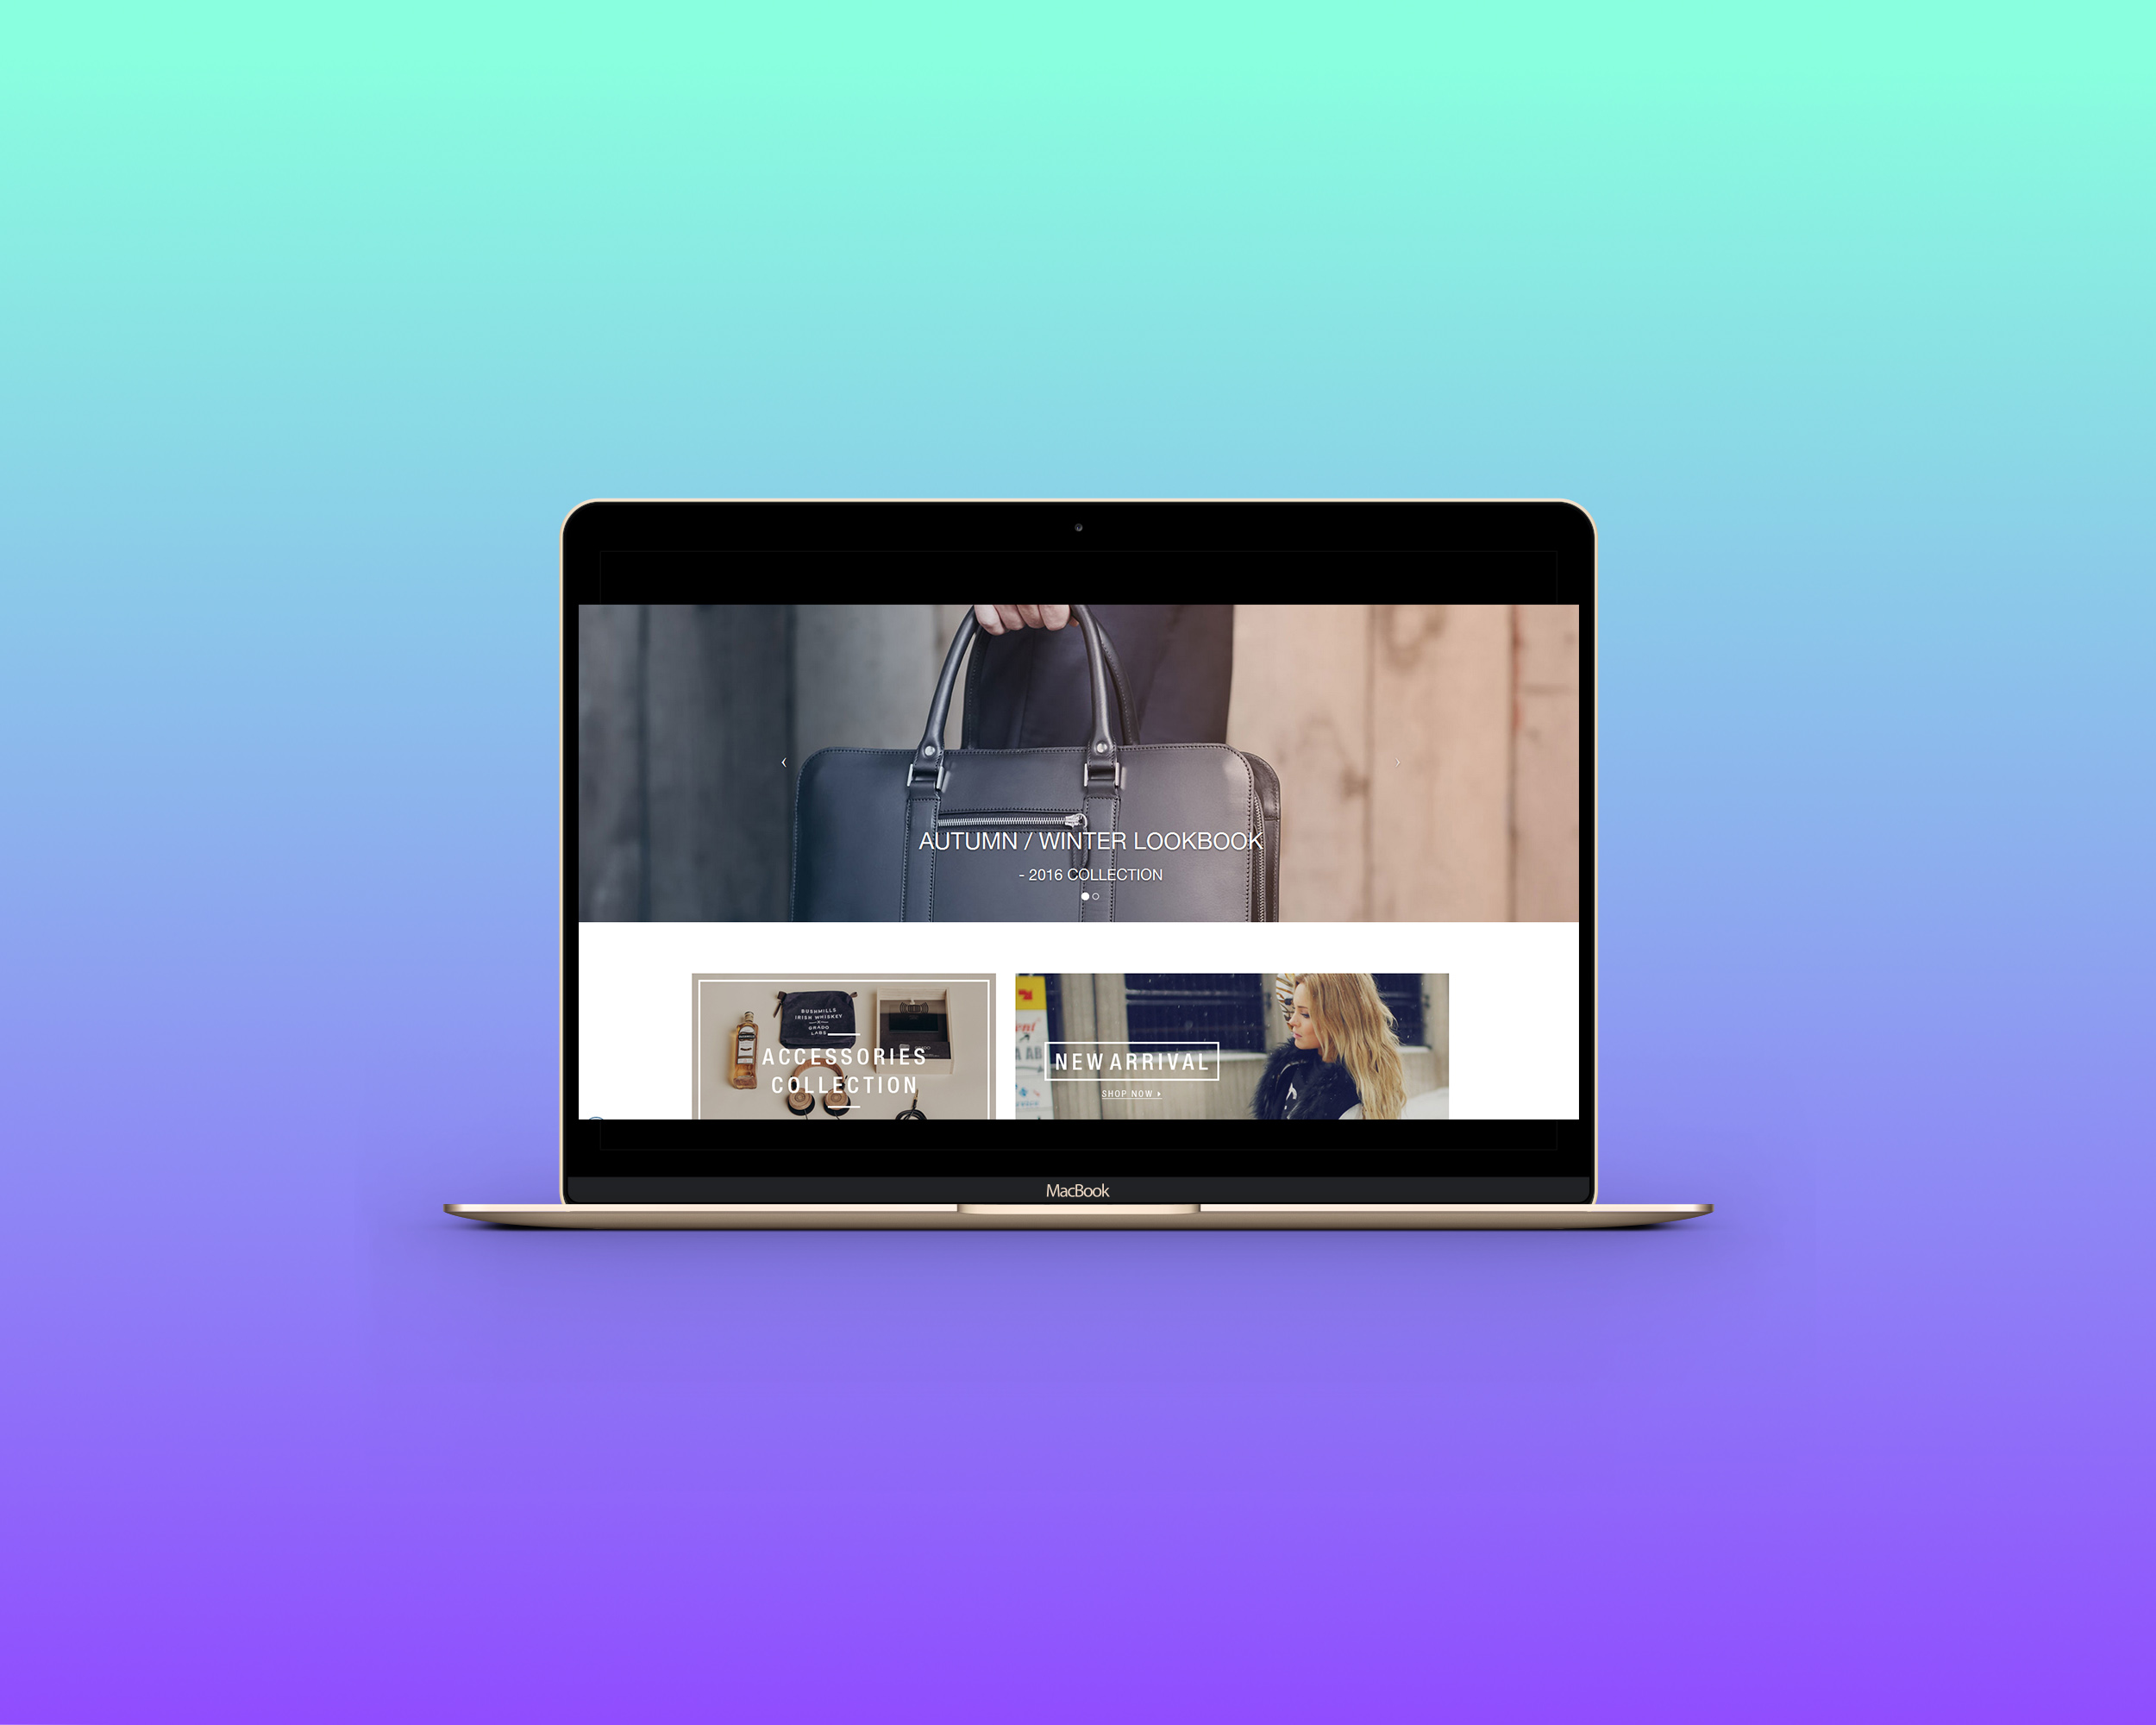 AUTUMN / WINTER LOOKBOOK
- 2016 COLLECTION
BUSHMILLS
IRISH WHISKEY
X
GRADO
LABS
ACCESSORIES
COLLECTION
NEW ARRIVAL
SHOP NOW
MacBook